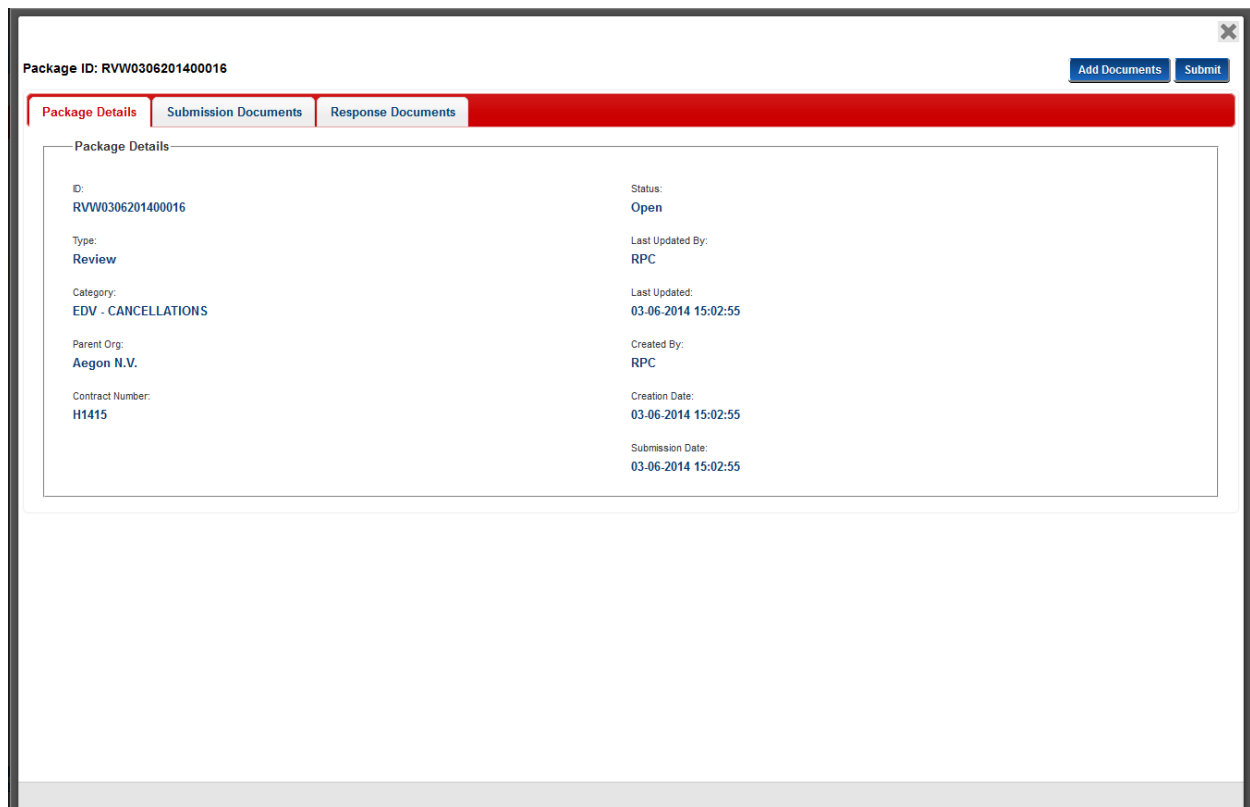 Package ID: RVW0306201400016
Add Documents Submit
Package Details Submission Documents Response Documents
Package Details
ID:
RVW0306201400016
Type:
Review
Category:
EDV - CANCELLATIONS
Parent Org:
Aegon N.V.
Contract Number:
H1415
Status:
Open
Last Updated By:
RPC
Last Updated:
03-06-2014 15:02:55
Created By:
RPC
Creation Date:
03-06-2014 15:02:55
Submission Date:
03-06-2014 15:02:55